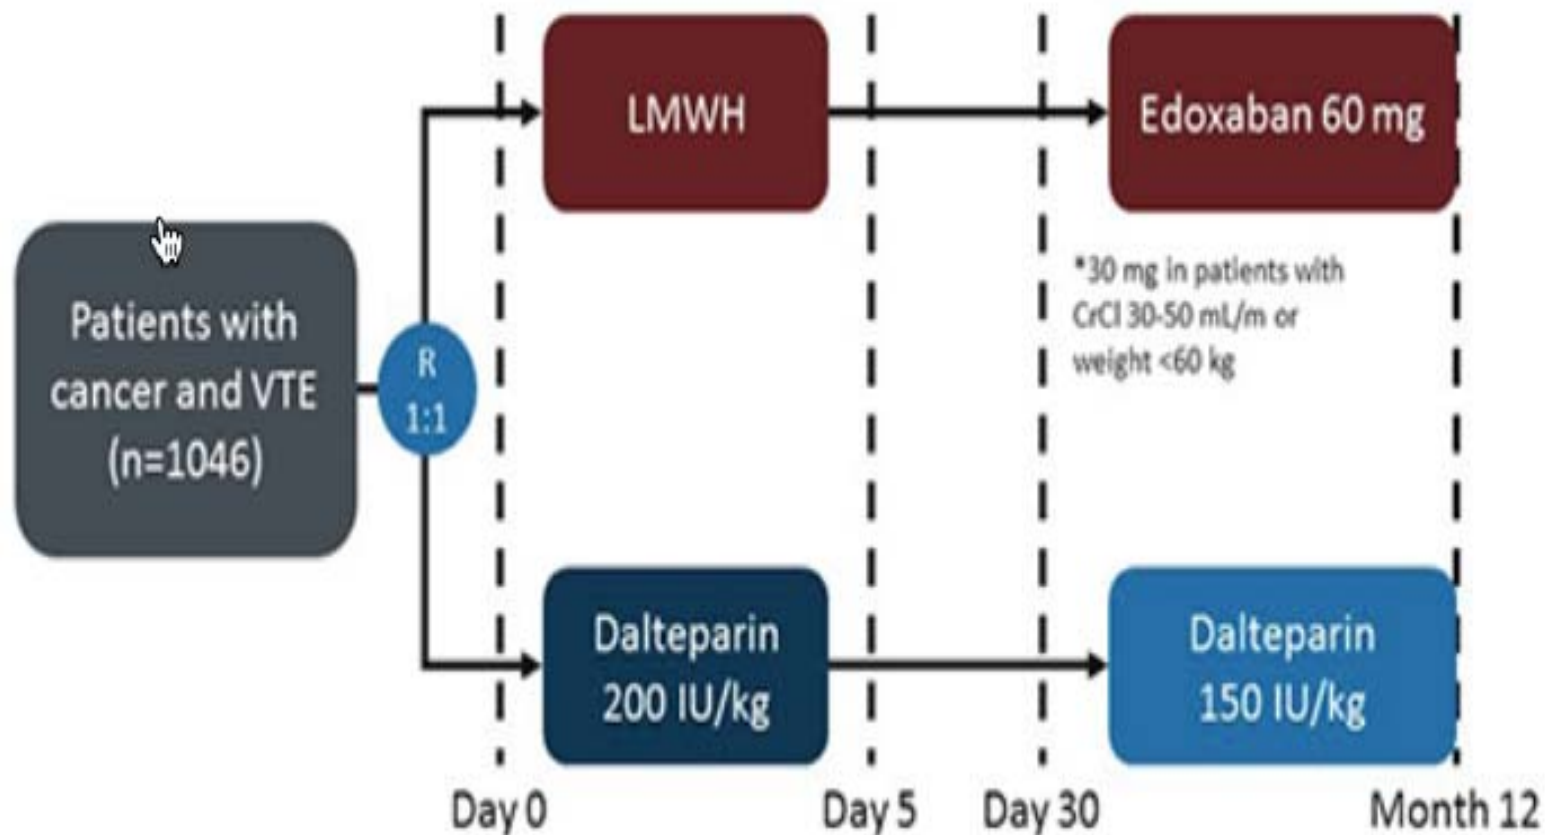 Patients with
cancer and VTE
(n=1046)
R
1:1
LMWH
Edoxaban 60 mg
*30 mg in patients with
CrCl 30-50 mL/m or
weight <60 kg
Dalteparin
200 IU/kg
Dalteparin
150 IU/kg
Day 0
Day 5
Day 30
Month 12